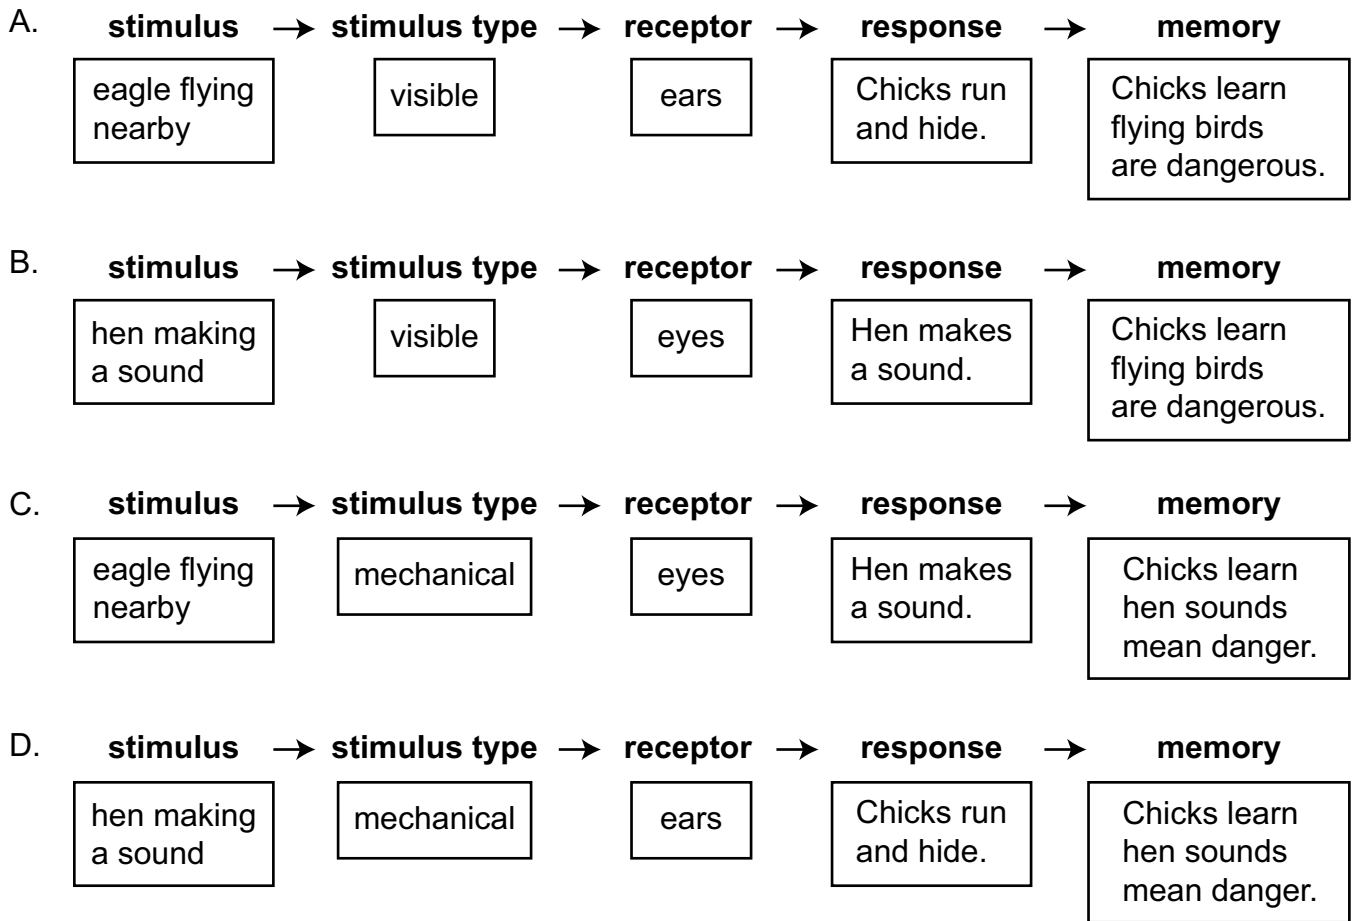 A. stimulus → stimulus type → receptor → response → memory
eagle flying
nearby
visible
ears
Chicks run
and hide.
Chicks learn
flying birds
are dangerous.
B. stimulus → stimulus type → receptor → response → memory
hen making
a sound
visible
eyes
Hen makes
a sound.
Chicks learn
flying birds
are dangerous.
C. stimulus → stimulus type → receptor → response → memory
eagle flying
nearby
mechanical
eyes
Hen makes
a sound.
Chicks learn
hen sounds
mean danger.
D. stimulus → stimulus type → receptor → response → memory
hen making
a sound
mechanical
ears
Chicks run
and hide.
Chicks learn
hen sounds
mean danger.